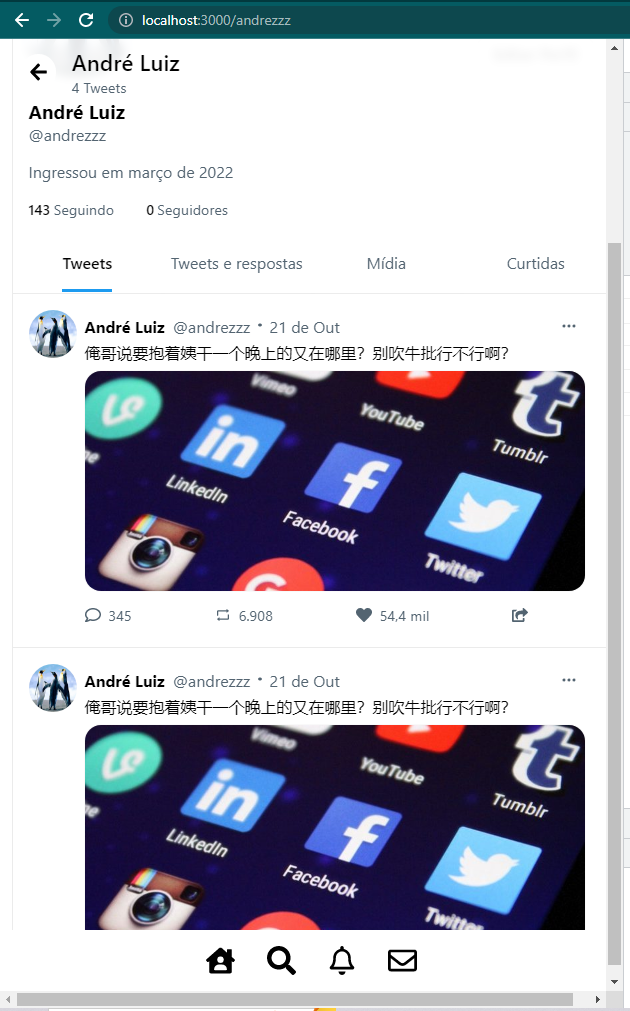 localhost:3000/andrezzz
André Luiz
4 Tweets
André Luiz
@andrezzz
Ingressou em março de 2022
143 Seguindo 0 Seguidores
Tweets Tweets e respostas Mídia Curtidas
André Luiz @andrezzz · 21 de Out
俺哥说要抱着姨干一个晚上的又在哪里？别吹牛批行不行啊？
Vimeo
YouTube
Tumblr
LinkedIn
Facebook
Twitter
345 6.908 54,4 mil
André Luiz @andrezzz · 21 de Out
俺哥说要抱着姨干一个晚上的又在哪里？别吹牛批行不行啊？
Vimeo
YouTube
Tumblr
LinkedIn
Facebook
Twitter